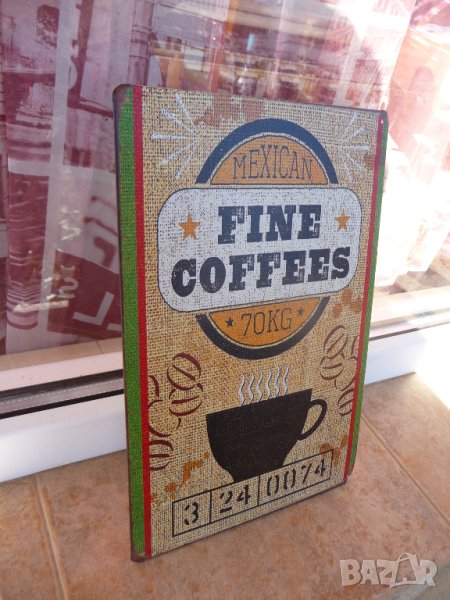 MEXICAN
FINE
COFFEES
★ 70KG ★
3 24 0074
BAZAR